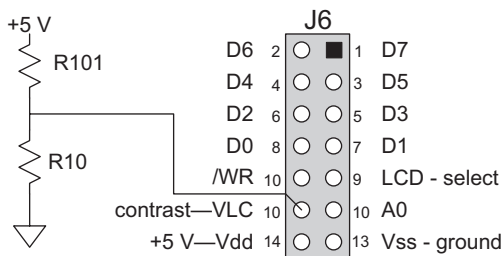 J6
+5 V
R101
R10
D6 2 1 D7
D4 4 3 D5
D2 6 5 D3
D0 8 7 D1
/WR 10 9 LCD - select
contrast—VLC 10 10 A0
+5 V—Vdd 14 13 Vss - ground